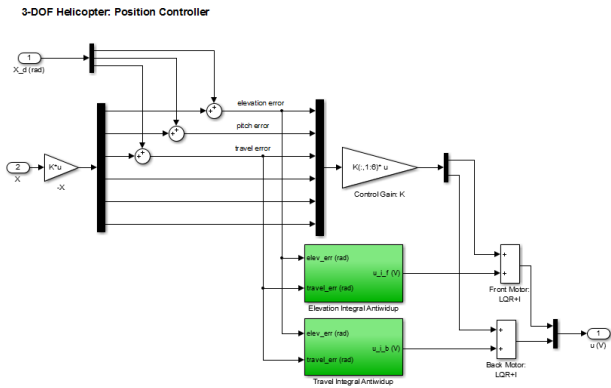 3-DOF Helicopter: Position Controller
1
X_d (rad)
elevation error
pitch error
travel error
2
X
K*u
-X
K(:,1:6)* u
Control Gain: K
elev_err (rad)
u_i_f (V)
travel_err (rad)
Elevation Integral Antiwidup
Front Motor:
LQR+I
elev_err (rad)
u_i_b (V)
travel_err (rad)
Travel Integral Antiwidup
Back Motor:
LQR+I
1
u (V)